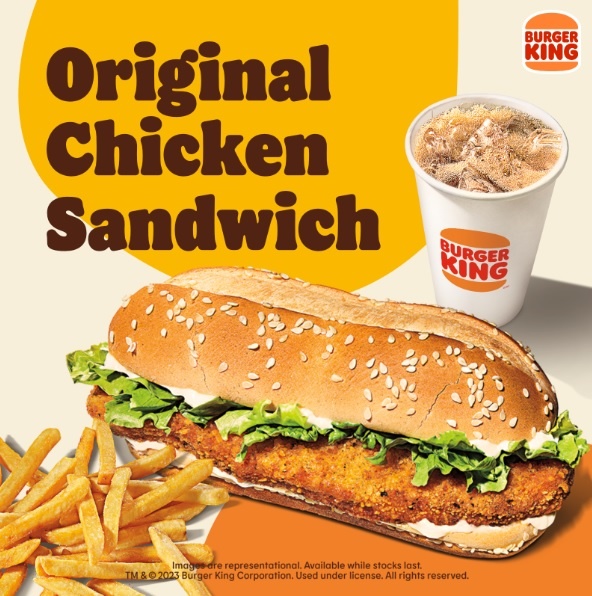 BURGER
KING
Original
Chicken
Sandwich
BURGER
KING
Images are representational. Available while stocks last.
TM & © 2023 Burger King Corporation. Used under license. All rights reserved.